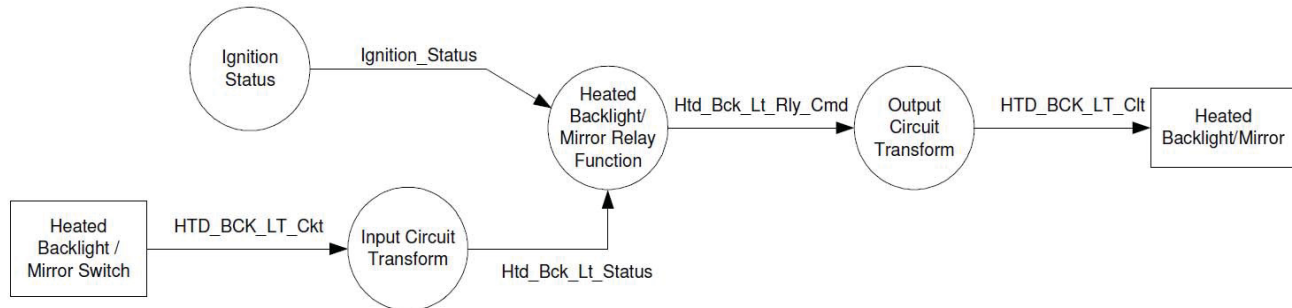 Ignition
Status
Ignition_Status
Heated
Backlight/
Mirror Relay
Function
Htd_Bck_Lt_Rly_Cmd
Output
Circuit
Transform
HTD_BCK_LT_Clt
Heated
Backlight/Mirror
Heated
Backlight /
Mirror Switch
HTD_BCK_LT_Ckt
Input Circuit
Transform
Htd_Bck_Lt_Status